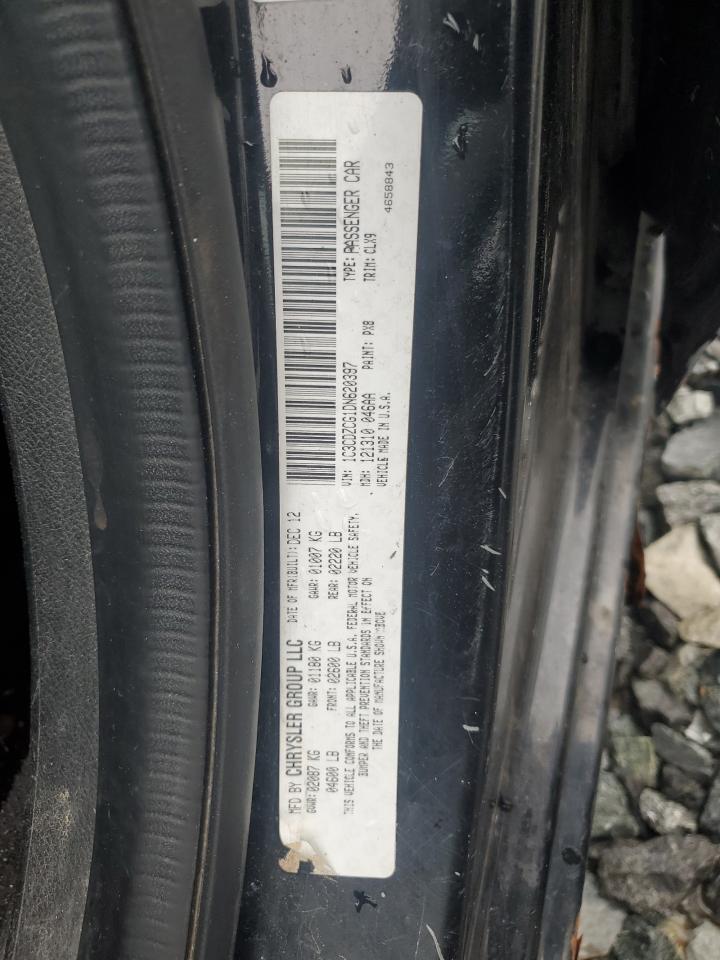 MFD BY CHRYSLER GROUP LLC DATE OF MFR(BUILT): DEC 12
GVWR: 02087 KG GAWR: 01180 KG GAWR: 01007 KG
04600 LB FRONT: 02600 LB REAR: 02220 LB
THIS VEHICLE CONFORMS TO ALL APPLICABLE U.S.A. FEDERAL MOTOR VEHICLE SAFETY,
BUMPER AND THEFT PREVENTION STANDARDS IN EFFECT ON
THE DATE OF MANUFACTURE SHOWN ABOVE
VIN: 1C3CDZCG1DN620397 TYPE: PASSENGER CAR
MDH: 121310 046AA PAINT: PX8 TRIM: CLX9
VEHICLE MADE IN U.S.A. 4658843